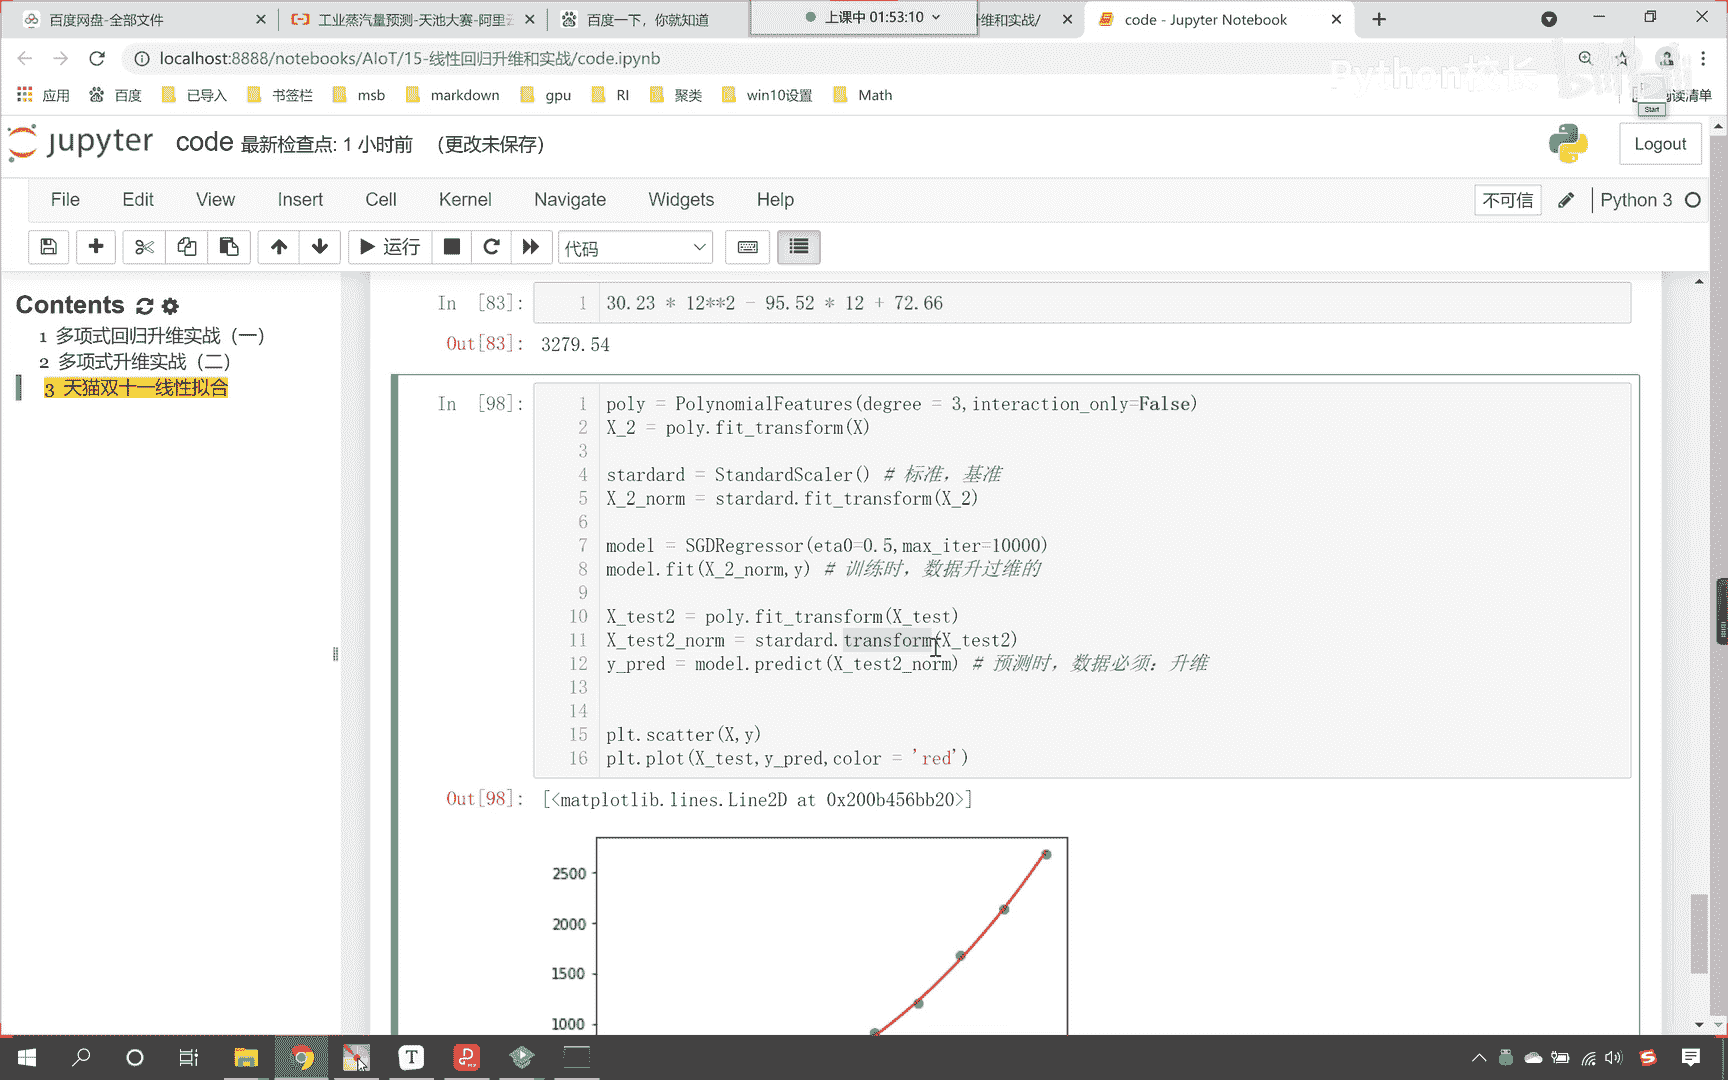 百度网盘-全部文件
工业蒸汽量预测-天池大赛-阿里云
百度一下，你就知道
上课中 01:53:10
维和实战/
code - Jupyter Notebook
localhost:8888/notebooks/AIoT/15-线性回归升维和实战/code.ipynb
应用
百度
已导入
书签栏
msb
markdown
gpu
RI
聚类
win10设置
Math
阅读清单
Start
jupyter
code 最新检查点: 1 小时前 (更改未保存)
Logout
File Edit View Insert Cell Kernel Navigate Widgets Help
不可信
Python 3
运行
代码
Contents
1 多项式回归升维实战（一）
2 多项式升维实战（二）
3 天猫双十一线性拟合
In [83]:
1 30.23 * 12**2 - 95.52 * 12 + 72.66
Out[83]: 3279.54
In [98]:
1 poly = PolynomialFeatures(degree = 3,interaction_only=False)
2 X_2 = poly.fit_transform(X)
3
4 stardard = StandardScaler() # 标准，基准
5 X_2_norm = stardard.fit_transform(X_2)
6
7 model = SGDRegressor(eta0=0.5,max_iter=10000)
8 model.fit(X_2_norm,y) # 训练时，数据升过维的
9
10 X_test2 = poly.fit_transform(X_test)
11 X_test2_norm = stardard.transform(X_test2)
12 y_pred = model.predict(X_test2_norm) # 预测时，数据必须：升维
13
14
15 plt.scatter(X,y)
16 plt.plot(X_test,y_pred,color = 'red')
Out[98]: [<matplotlib.lines.Line2D at 0x200b456bb20>]
2500
2000
1500
1000